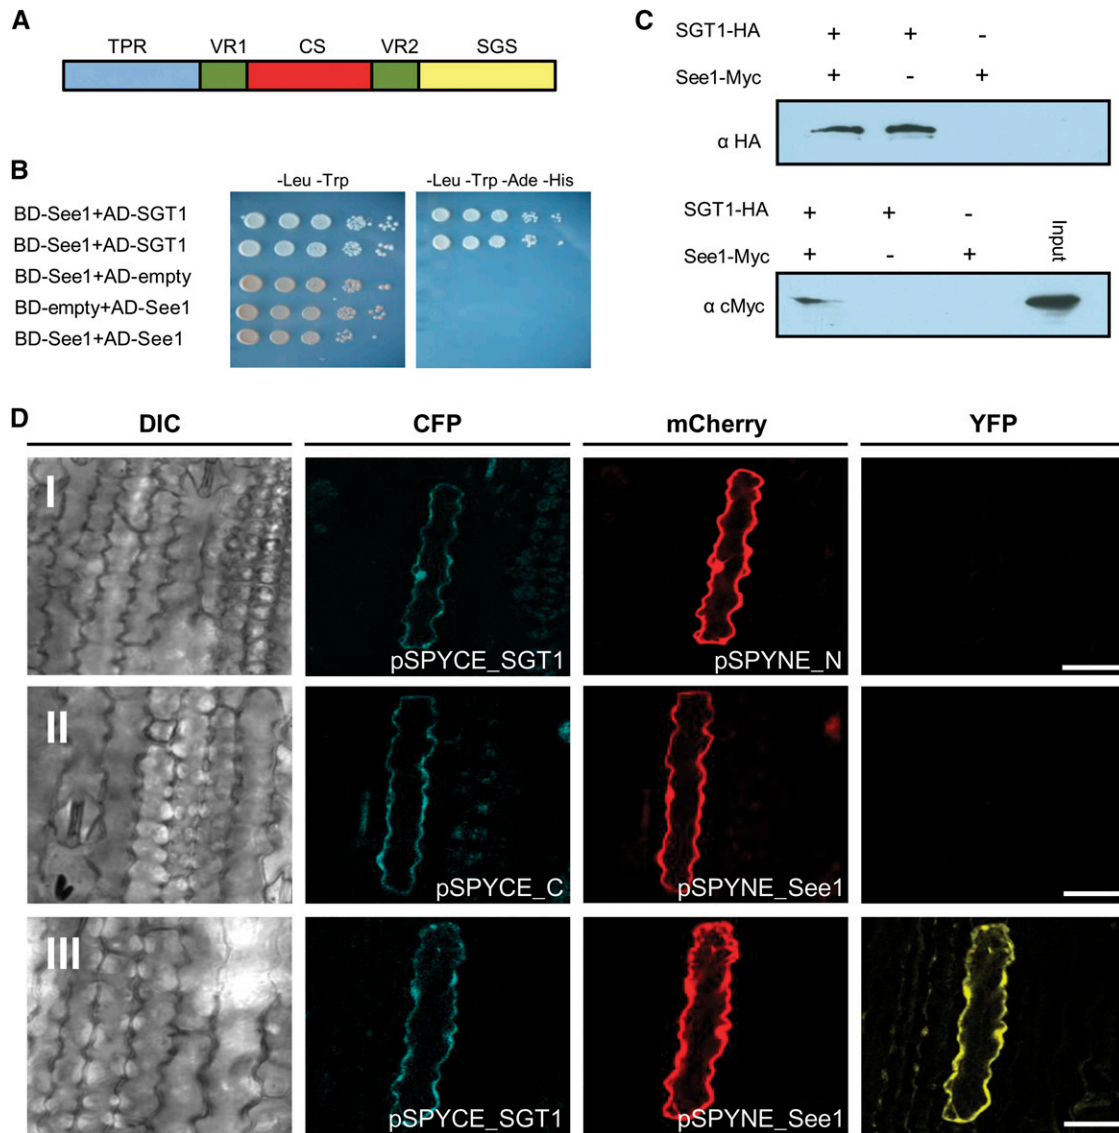 A
TPR VR1 CS VR2 SGS
B
-Leu -Trp -Leu -Trp -Ade -His
BD-See1+AD-SGT1
BD-See1+AD-SGT1
BD-See1+AD-empty
BD-empty+AD-See1
BD-See1+AD-See1
C
SGT1-HA + + -
See1-Myc + - +
α HA
SGT1-HA + + -
See1-Myc + - +
Input
α cMyc
D
DIC CFP mCherry YFP
I
pSPYCE_SGT1 pSPYNE_N
II
pSPYCE_C pSPYNE_See1
III
pSPYCE_SGT1 pSPYNE_See1